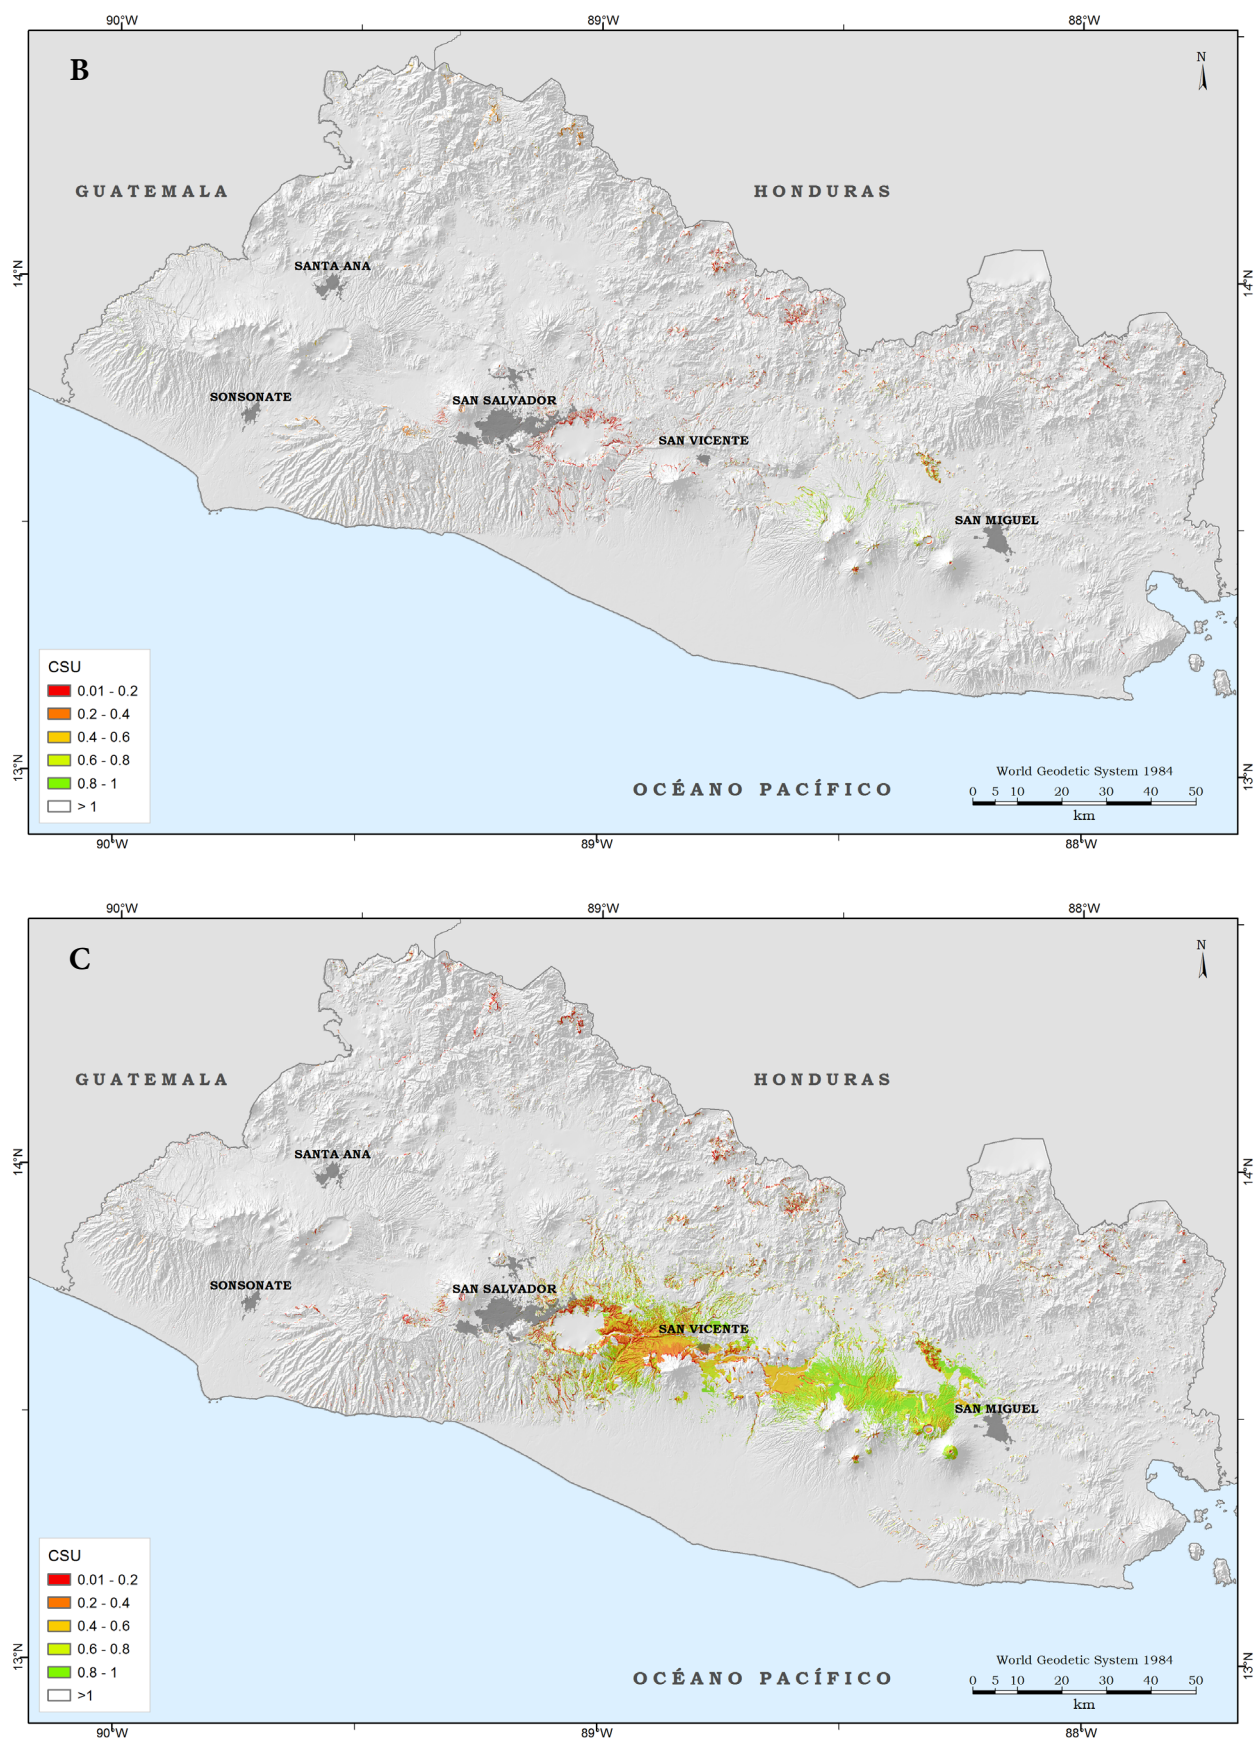 90°W 89°W 88°W
B
N
GUATEMALA
HONDURAS
SANTA ANA
14°N
14°N
SONSONATE
SAN SALVADOR
SAN VICENTE
SAN MIGUEL
CSU
0.01 - 0.2
0.2 - 0.4
0.4 - 0.6
0.6 - 0.8
0.8 - 1
> 1
13°N
13°N
OCÉANO PACÍFICO
World Geodetic System 1984
0 5 10 20 30 40 50
km
90°W 89°W 88°W
90°W 89°W 88°W
C
N
GUATEMALA
HONDURAS
SANTA ANA
14°N
14°N
SONSONATE
SAN SALVADOR
SAN VICENTE
SAN MIGUEL
CSU
0.01 - 0.2
0.2 - 0.4
0.4 - 0.6
0.6 - 0.8
0.8 - 1
>1
13°N
13°N
OCÉANO PACÍFICO
World Geodetic System 1984
0 5 10 20 30 40 50
km
90°W 89°W 88°W